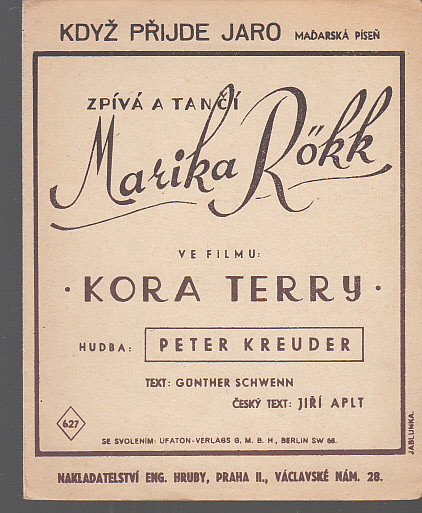 KDYŽ PŘIJDE JARO MAĎARSKÁ PÍSEŇ
ZPÍVÁ A TANČÍ
Marika Rökk
VE FILMU:
· KORA TERRY ·
HUDBA: PETER KREUDER
TEXT: GÜNTHER SCHWENN
ČESKÝ TEXT: JIŘÍ APLT
627
SE SVOLENÍM: UFATON-VERLAGS G. M. B. H., BERLIN SW 68.
JABLUNKA.
NAKLADATELSTVÍ ENG. HRUBY, PRAHA II., VÁCLAVSKÉ NÁM. 28.